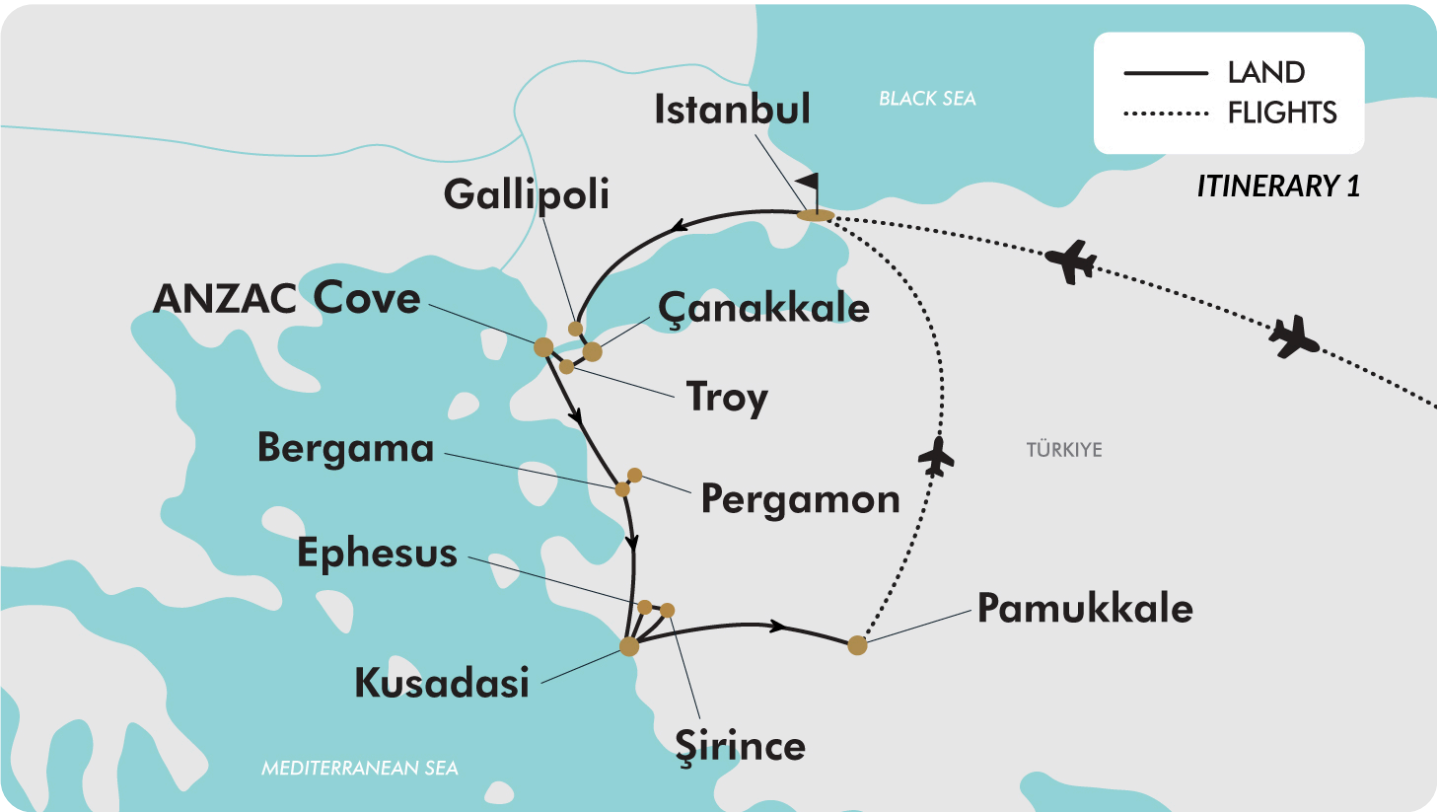 LAND
FLIGHTS
BLACK SEA
Istanbul
ITINERARY 1
Gallipoli
ANZAC Cove
Çanakkale
Troy
Bergama
TÜRKIYE
Pergamon
Ephesus
Pamukkale
Kusadasi
Şirince
MEDITERRANEAN SEA